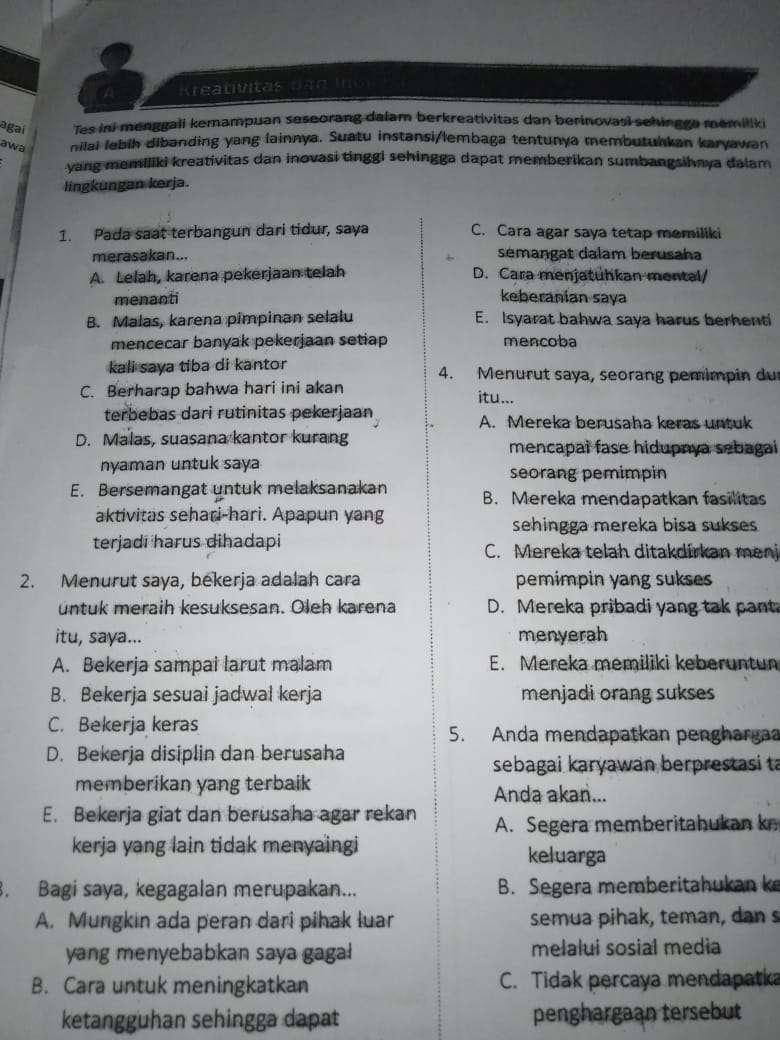 agai
awa
A
Kreativitas dan
Tes ini menggali kemampuan seseorang dalam berkreativitas dan berinovasi sehingga memiliki
nilai lebih dibanding yang lainnya. Suatu instansi/lembaga tentunya membutuhkan karyawan
yang memiliki kreativitas dan inovasi tinggi sehingga dapat memberikan sumbangsihnya dalam
lingkungan kerja.
1. Pada saat terbangun dari tidur, saya
merasakan...
A. Lelah, karena pekerjaan telah
menanti
B. Malas, karena pimpinan selalu
mencecar banyak pekerjaan setiap
kali saya tiba di kantor
C. Berharap bahwa hari ini akan
terbebas dari rutinitas pekerjaan
D. Malas, suasana kantor kurang
nyaman untuk saya
E. Bersemangat untuk melaksanakan
aktivitas sehari-hari. Apapun yang
terjadi harus dihadapi
2. Menurut saya, bekerja adalah cara
untuk meraih kesuksesan. Oleh karena
itu, saya...
A. Bekerja sampai larut malam
B. Bekerja sesuai jadwal kerja
C. Bekerja keras
D. Bekerja disiplin dan berusaha
memberikan yang terbaik
E. Bekerja giat dan berusaha agar rekan
kerja yang lain tidak menyaingi
3. Bagi saya, kegagalan merupakan...
A. Mungkin ada peran dari pihak luar
yang menyebabkan saya gagal
B. Cara untuk meningkatkan
ketangguhan sehingga dapat
C. Cara agar saya tetap memiliki
semangat dalam berusaha
D. Cara menjatuhkan mental/
keberanian saya
E. Isyarat bahwa saya harus berhenti
mencoba
4. Menurut saya, seorang pemimpin du
itu...
A. Mereka berusaha keras untuk
mencapai fase hidupnya sebagai
seorang pemimpin
B. Mereka mendapatkan fasilitas
sehingga mereka bisa sukses
C. Mereka telah ditakdirkan menj
pemimpin yang sukses
D. Mereka pribadi yang tak pant
menyerah
E. Mereka memiliki keberuntun
menjadi orang sukses
5. Anda mendapatkan penghargaa
sebagai karyawan berprestasi ta
Anda akan...
A. Segera memberitahukan ke
keluarga
B. Segera memberitahukan ke
semua pihak, teman, dan s
melalui sosial media
C. Tidak percaya mendapatka
penghargaan tersebut